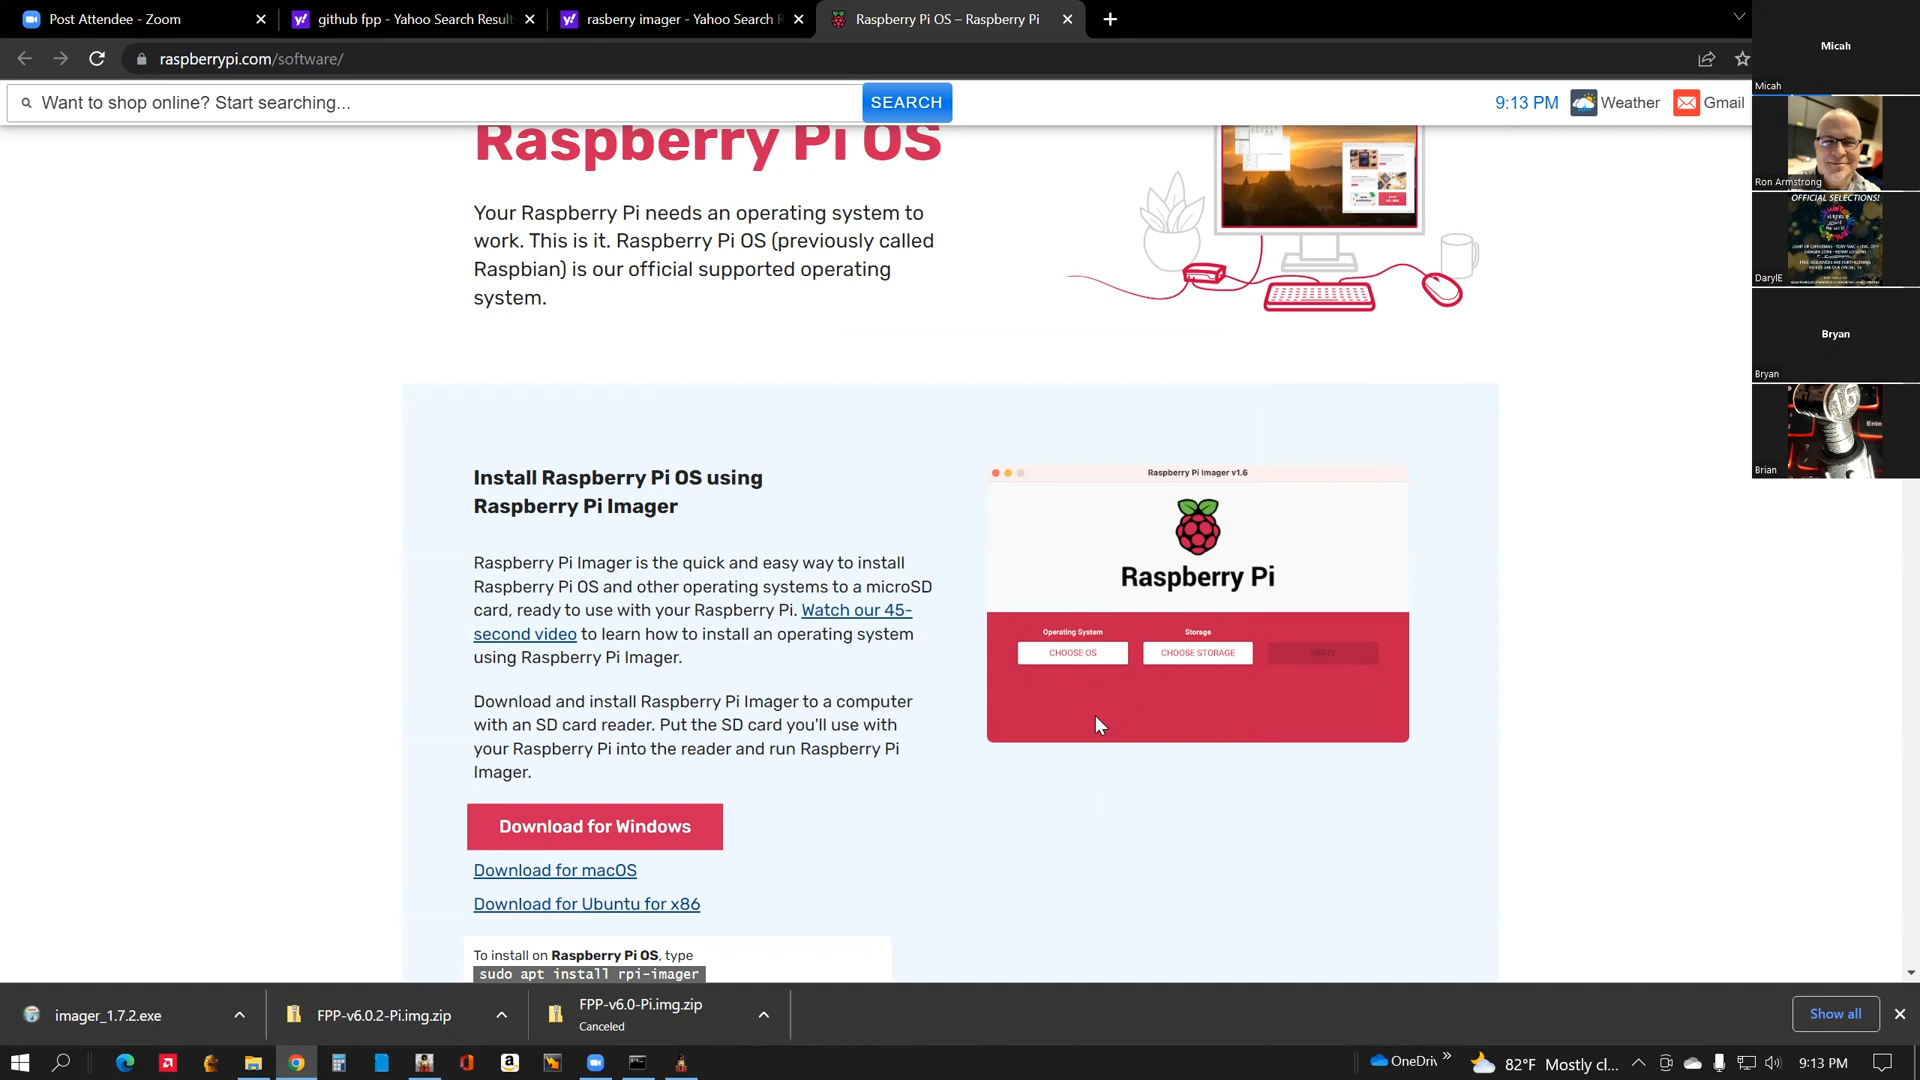 Post Attendee - Zoom
github fpp - Yahoo Search Result
rasberry imager - Yahoo Search R
Raspberry Pi OS – Raspberry Pi
raspberrypi.com/software/
Want to shop online? Start searching...
SEARCH
9:13 PM
Weather
Gmail
Micah
Micah
Ron Armstrong
OFFICIAL SELECTIONS!
DarylE
Bryan
Bryan
Brian
Raspberry Pi OS
Your Raspberry Pi needs an operating system to
work. This is it. Raspberry Pi OS (previously called
Raspbian) is our official supported operating
system.
Install Raspberry Pi OS using
Raspberry Pi Imager
Raspberry Pi Imager is the quick and easy way to install
Raspberry Pi OS and other operating systems to a microSD
card, ready to use with your Raspberry Pi. Watch our 45-
second video to learn how to install an operating system
using Raspberry Pi Imager.
Download and install Raspberry Pi Imager to a computer
with an SD card reader. Put the SD card you'll use with
your Raspberry Pi into the reader and run Raspberry Pi
Imager.
Download for Windows
Download for macOS
Download for Ubuntu for x86
To install on Raspberry Pi OS, type
sudo apt install rpi-imager
Raspberry Pi Imager v1.6
Raspberry Pi
Operating System
Storage
CHOOSE OS
CHOOSE STORAGE
WRITE
imager_1.7.2.exe
FPP-v6.0.2-Pi.img.zip
FPP-v6.0-Pi.img.zip
Canceled
Show all
OneDriv
82°F Mostly cl...
9:13 PM